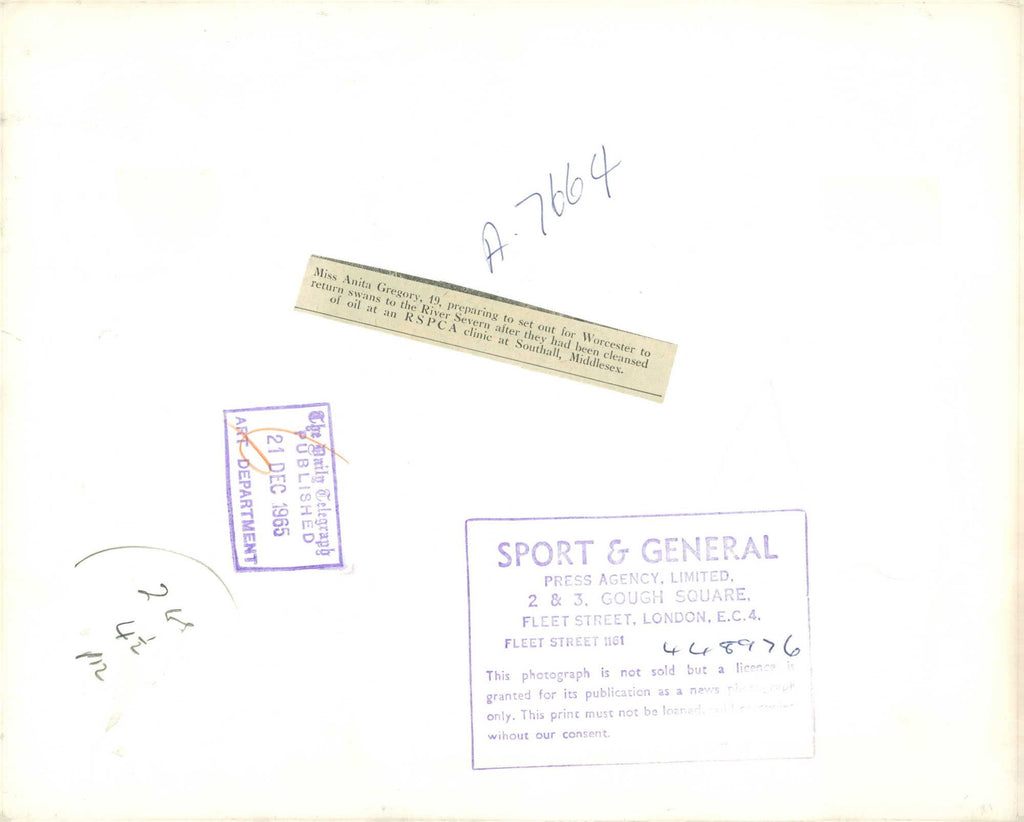 A. 7664
Miss Anita Gregory, 19, preparing to set out for Worcester to
return swans to the River Severn after they had been cleansed
of oil at an RSPCA clinic at Southall, Middlesex.
The Daily Telegraph
PUBLISHED
21 DEC 1965
ART DEPARTMENT
SPORT & GENERAL
PRESS AGENCY, LIMITED,
2 & 3, GOUGH SQUARE,
FLEET STREET, LONDON, E.C.4.
FLEET STREET 1161
448976
This photograph is not sold but a licence is
granted for its publication as a news photograph
only. This print must not be loaned,
wihout our consent.
2
4½